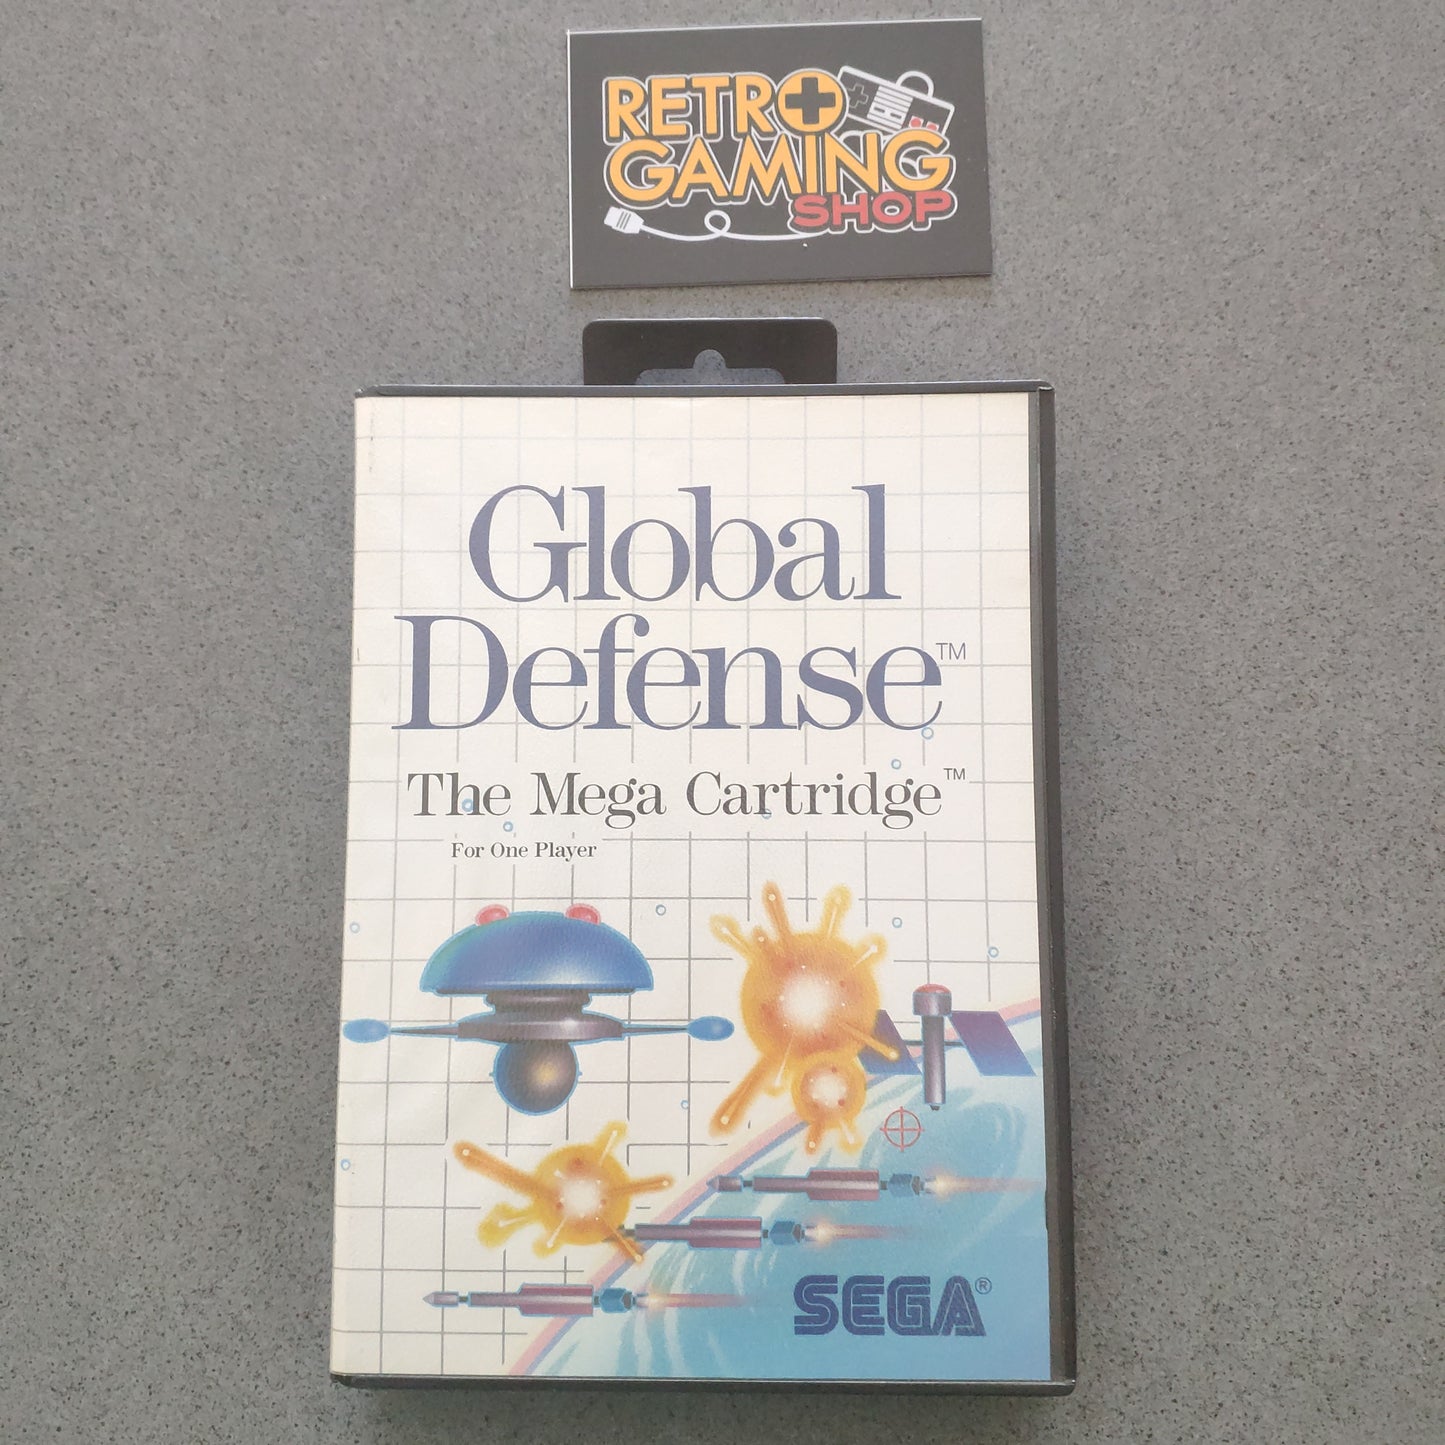 RETRO
GAMING
SHOP
Global
Defense™
The Mega Cartridge™
For One Player
SEGA®